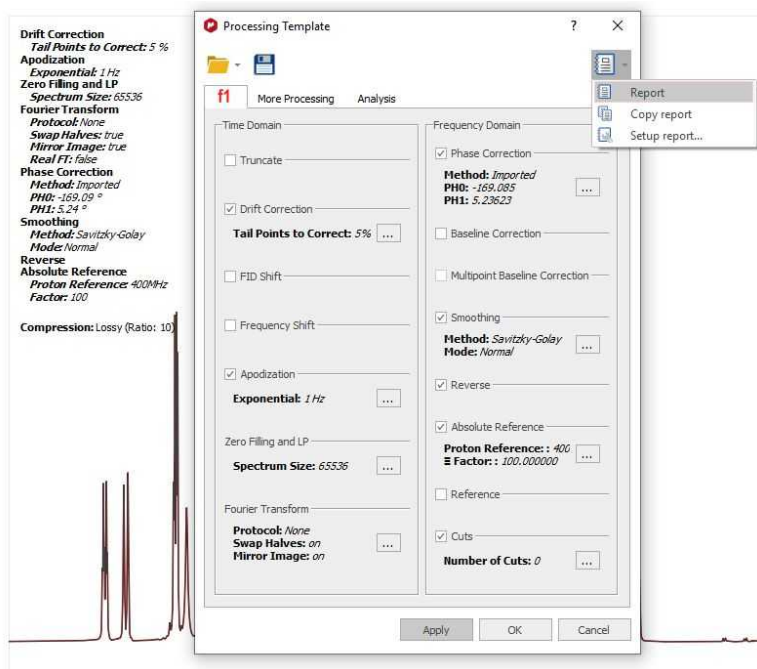 Drift Correction
Tail Points to Correct: 5 %
Apodization
Exponential: 1 Hz
Zero Filling and LP
Spectrum Size: 65536
Fourier Transform
Protocol: None
Swap Halves: true
Mirror Image: true
Real FT: false
Phase Correction
Method: Imported
PH0: -169.09 °
PH1: 5.24 °
Smoothing
Method: Savitzky-Golay
Mode: Normal
Reverse
Absolute Reference
Proton Reference: 400MHz
Factor: 100
Compression: Lossy (Ratio: 10)
Processing Template
?
f1 More Processing Analysis
Report
Copy report
Setup report...
Time Domain
Truncate
Drift Correction
Tail Points to Correct: 5% ...
FID Shift
Frequency Shift
Apodization
Exponential: 1 Hz ...
Zero Filling and LP
Spectrum Size: 65536 ...
Fourier Transform
Protocol: None
Swap Halves: on ...
Mirror Image: on
Frequency Domain
Phase Correction
Method: Imported
PH0: -169.085 ...
PH1: 5.23623
Baseline Correction
Multipoint Baseline Correction
Smoothing
Method: Savitzky-Golay ...
Mode: Normal
Reverse
Absolute Reference
Proton Reference: : 400 ...
Ξ Factor: : 100.000000
Reference
Cuts
Number of Cuts: 0 ...
Apply OK Cancel